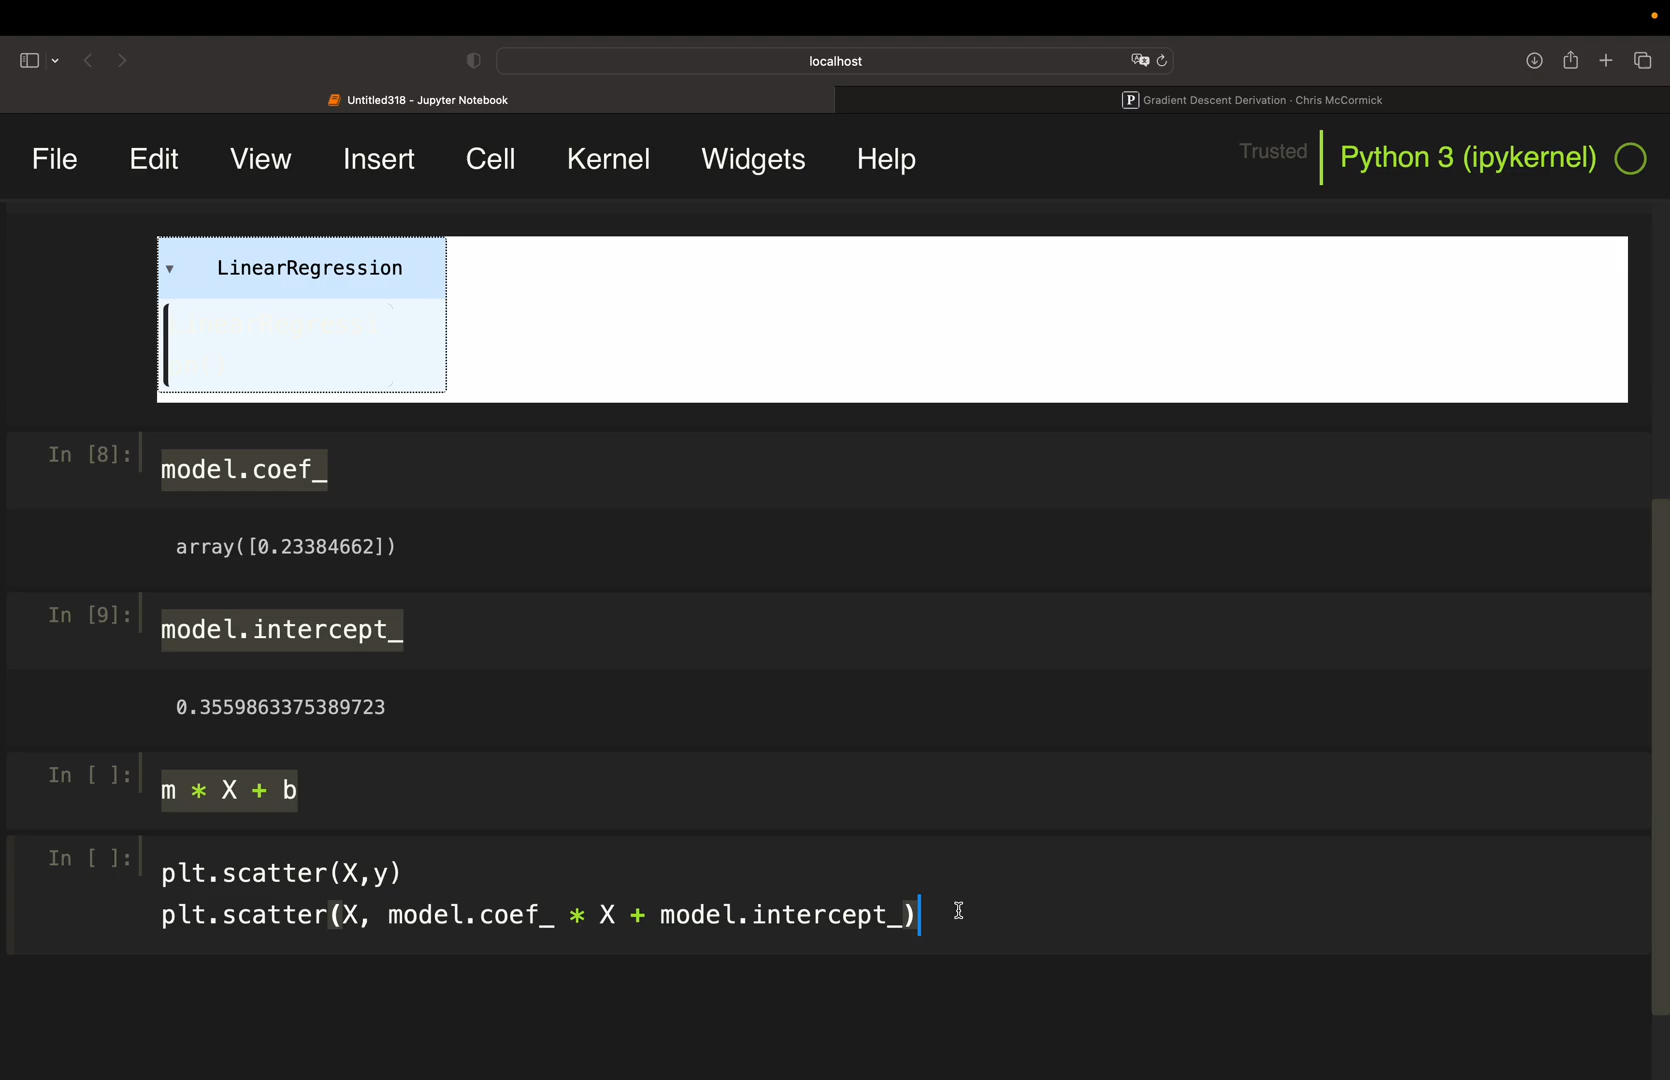 localhost
Untitled318 - Jupyter Notebook
P Gradient Descent Derivation · Chris McCormick
File Edit View Insert Cell Kernel Widgets Help Trusted Python 3 (ipykernel)
▾ LinearRegression
In [8]: model.coef_
array([0.23384662])
In [9]: model.intercept_
0.3559863375389723
In [ ]: m * X + b
In [ ]: plt.scatter(X,y)
plt.scatter(X, model.coef_ * X + model.intercept_)